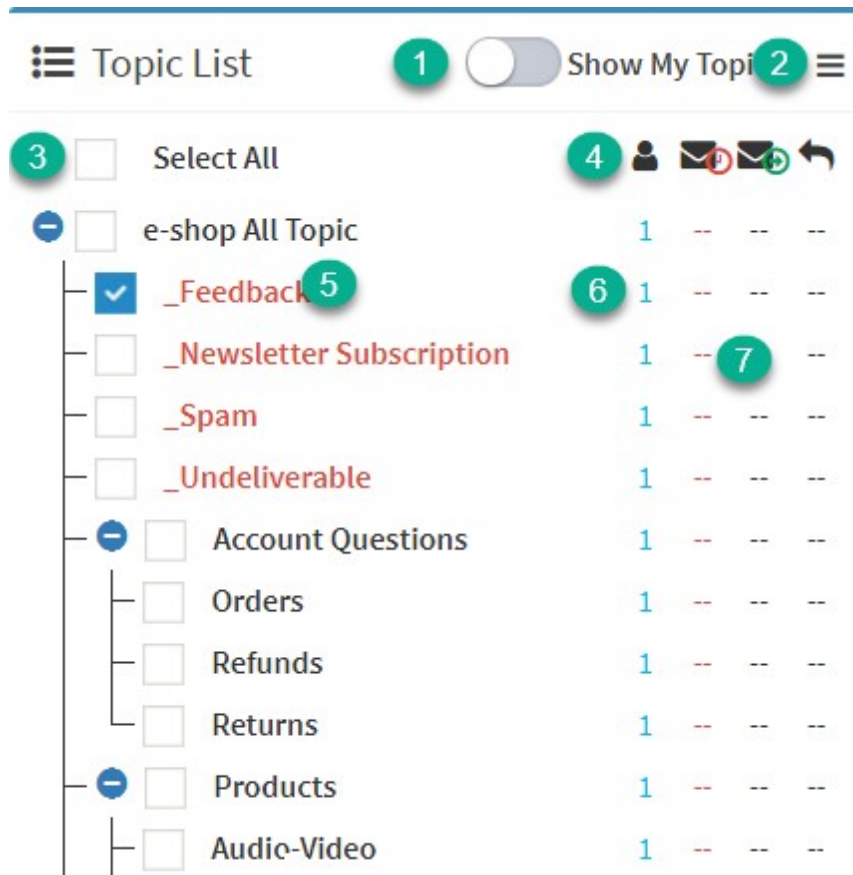 Topic List 1 Show My Topi 2
3 Select All 4
e-shop All Topic 1 -- -- --
_Feedback 5 6 1 -- -- --
_Newsletter Subscription 1 -- 7 --
_Spam 1 -- -- --
_Undeliverable 1 -- -- --
Account Questions 1 -- -- --
Orders 1 -- -- --
Refunds 1 -- -- --
Returns 1 -- -- --
Products 1 -- -- --
Audio-Video 1 -- -- --